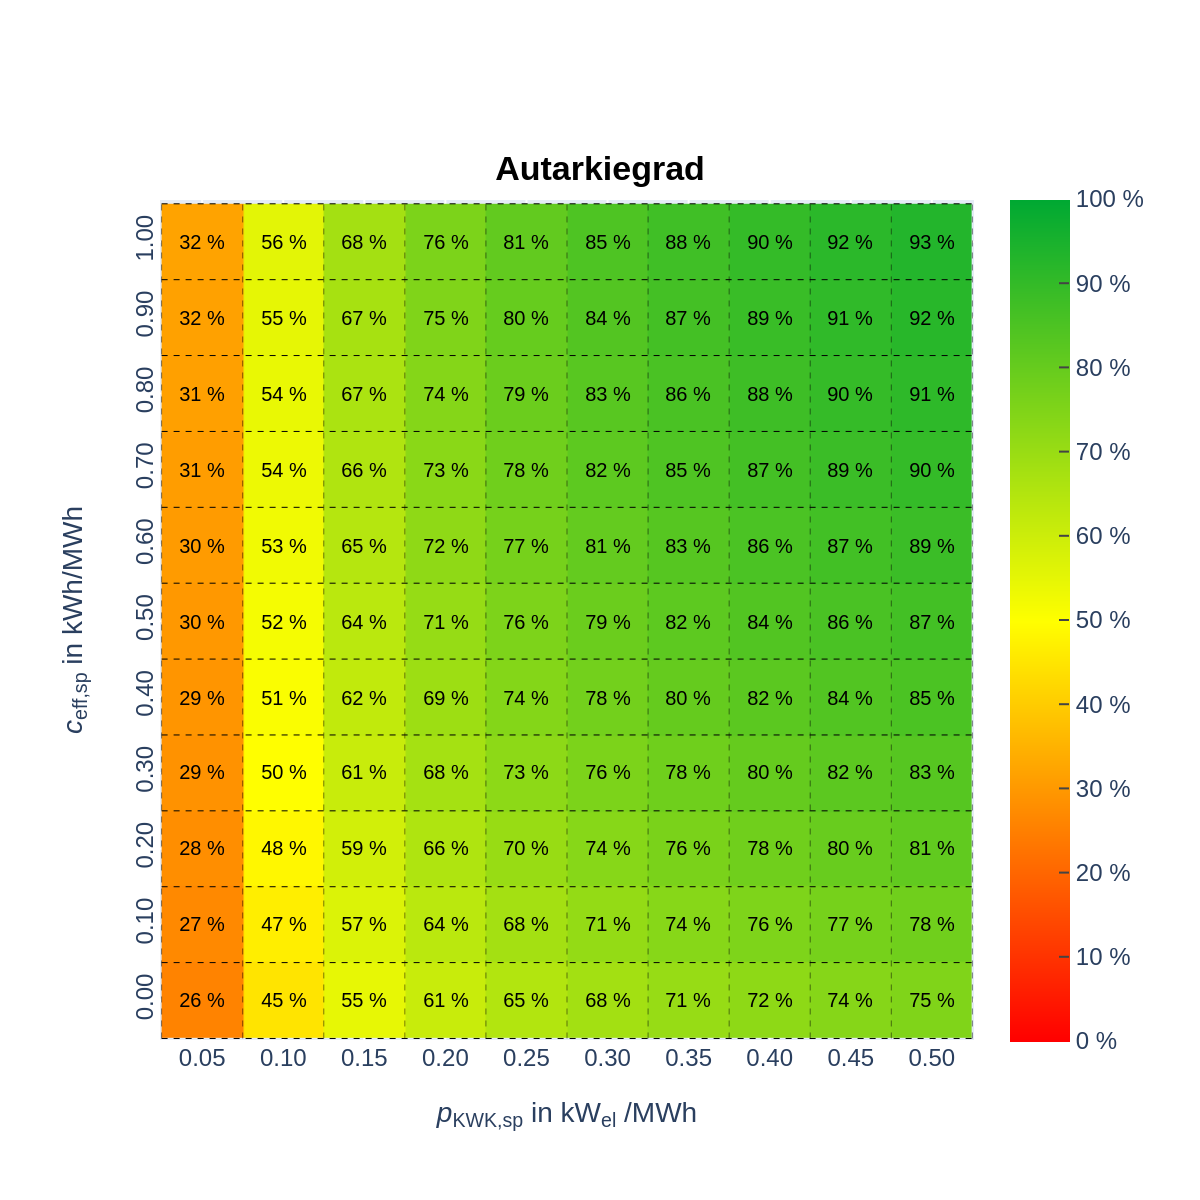 Autarkiegrad
1.00 32 % 56 % 68 % 76 % 81 % 85 % 88 % 90 % 92 % 93 %
0.90 32 % 55 % 67 % 75 % 80 % 84 % 87 % 89 % 91 % 92 %
0.80 31 % 54 % 67 % 74 % 79 % 83 % 86 % 88 % 90 % 91 %
0.70 31 % 54 % 66 % 73 % 78 % 82 % 85 % 87 % 89 % 90 %
0.60 30 % 53 % 65 % 72 % 77 % 81 % 83 % 86 % 87 % 89 %
0.50 30 % 52 % 64 % 71 % 76 % 79 % 82 % 84 % 86 % 87 %
0.40 29 % 51 % 62 % 69 % 74 % 78 % 80 % 82 % 84 % 85 %
0.30 29 % 50 % 61 % 68 % 73 % 76 % 78 % 80 % 82 % 83 %
0.20 28 % 48 % 59 % 66 % 70 % 74 % 76 % 78 % 80 % 81 %
0.10 27 % 47 % 57 % 64 % 68 % 71 % 74 % 76 % 77 % 78 %
0.00 26 % 45 % 55 % 61 % 65 % 68 % 71 % 72 % 74 % 75 %
0.05 0.10 0.15 0.20 0.25 0.30 0.35 0.40 0.45 0.50
pKWK,sp in kWel /MWh
ceff,sp in kWh/MWh
100 %
90 %
80 %
70 %
60 %
50 %
40 %
30 %
20 %
10 %
0 %